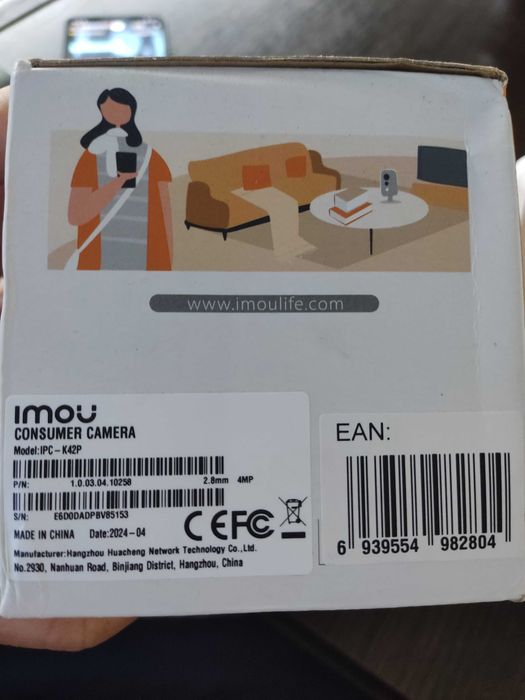 www.imoulife.com
imou
CONSUMER CAMERA
Model:IPC-K42P
P/N: 1.0.03.04.10258 2.8mm 4MP
S/N: E6D0DADPBV85153
MADE IN CHINA Date:2024-04 CE FC
Manufacturer:Hangzhou Huacheng Network Technology Co.,Ltd.
No.2930, Nanhuan Road, Binjiang District, Hangzhou, China
EAN:
6 939554 982804